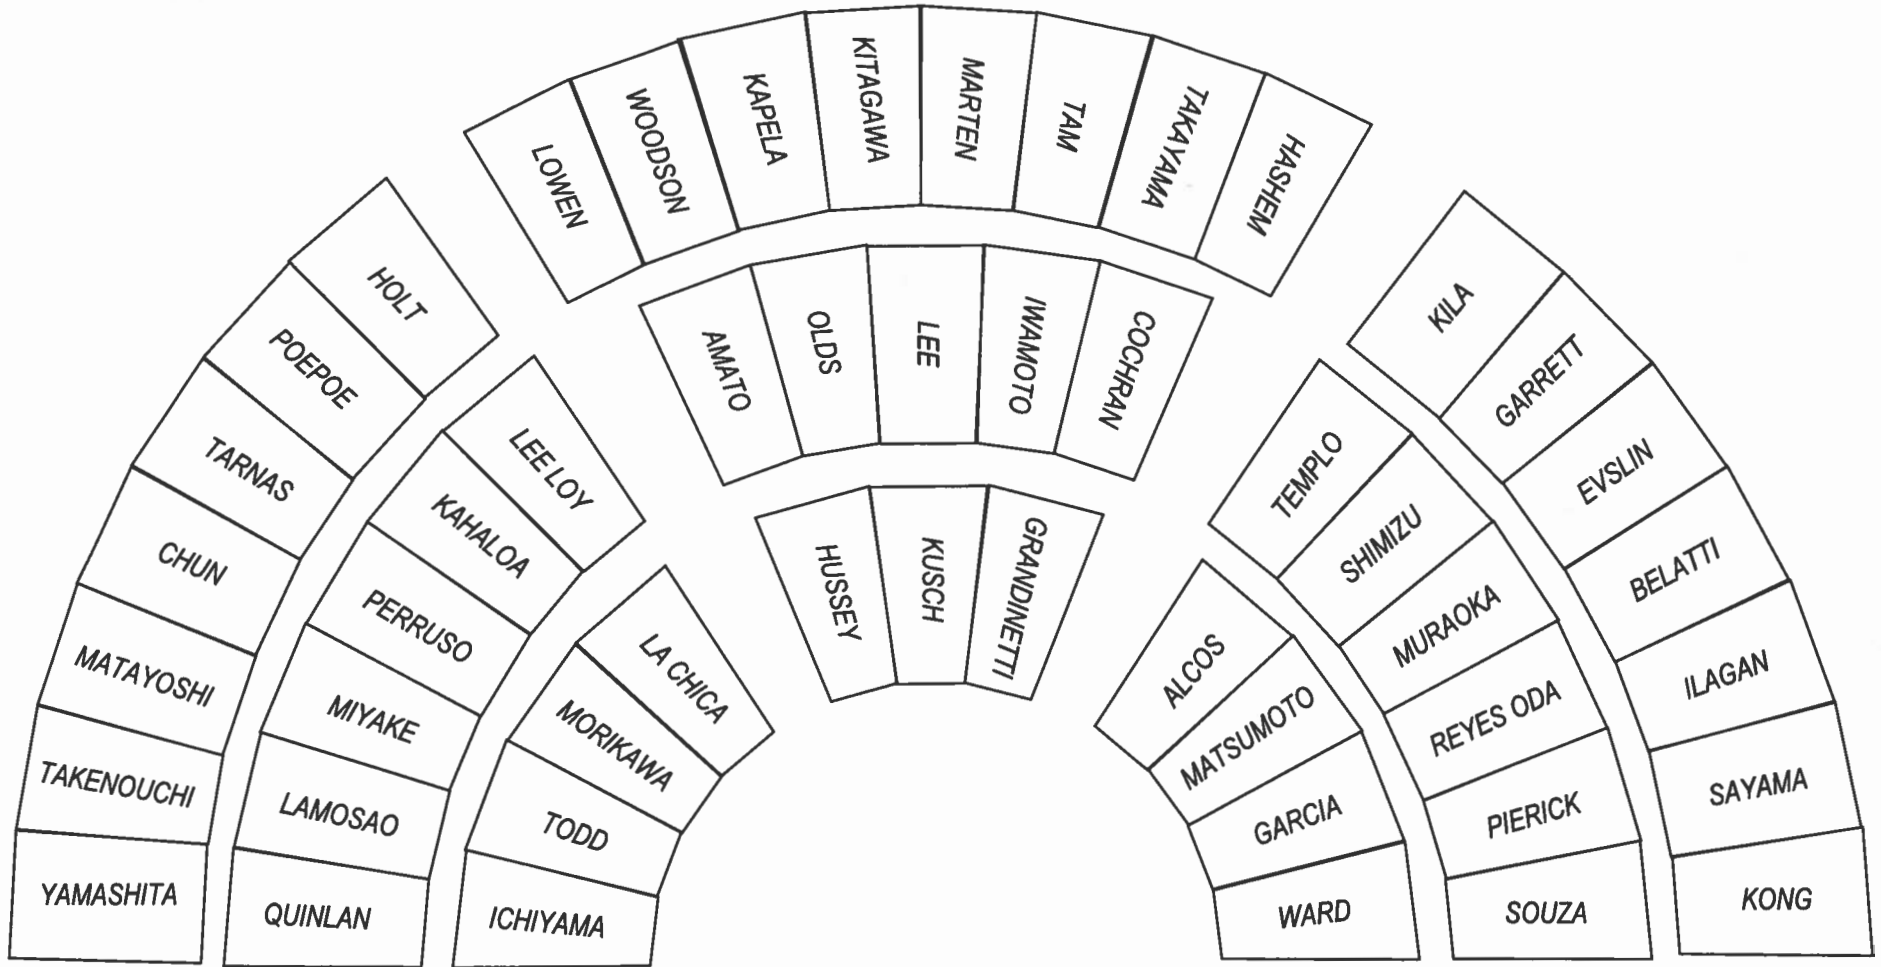 LOWEN
WOODSON
KAPELA
KITAGAWA
MARTEN
TAM
TAKAYAMA
HASHEM
AMATO
OLDS
LEE
IWAMOTO
COCHRAN
HUSSEY
KUSCH
GRANDINETTI
HOLT
POEPOE
TARNAS
CHUN
MATAYOSHI
TAKENOUCHI
YAMASHITA
LEE LOY
KAHALOA
PERRUSO
MIYAKE
LAMOSAO
QUINLAN
LA CHICA
MORIKAWA
TODD
ICHIYAMA
ALCOS
MATSUMOTO
GARCIA
WARD
TEMPLO
SHIMIZU
MURAOKA
REYES ODA
PIERICK
SOUZA
KILA
GARRETT
EVSLIN
BELATTI
ILAGAN
SAYAMA
KONG